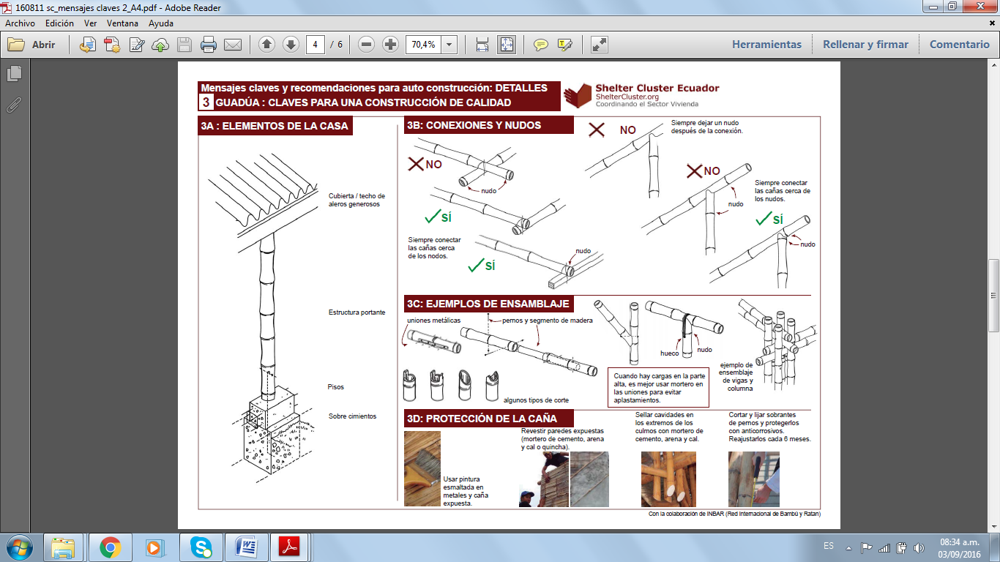 160811 sc_mensajes claves 2_A4.pdf - Adobe Reader
Archivo Edición Ver Ventana Ayuda
Abrir
4 / 6
70,4%
Herramientas
Rellenar y firmar
Comentario
Mensajes claves y recomendaciones para auto construcción: DETALLES
3 GUADÚA : CLAVES PARA UNA CONSTRUCCIÓN DE CALIDAD
Shelter Cluster Ecuador
ShelterCluster.org
Coordinando el Sector Vivienda
3A : ELEMENTOS DE LA CASA
Cubierta / techo de
aleros generosos
Estructura portante
Pisos
Sobre cimientos
3B: CONEXIONES Y NUDOS
NO
nudo
SÍ
Siempre conectar
las cañas cerca
de los nodos.
SÍ
nudo
NO
Siempre dejar un nudo
después de la conexión.
NO
nudo
nudo
Siempre conectar
las cañas cerca de
los nudos.
SÍ
nudo
3C: EJEMPLOS DE ENSAMBLAJE
uniones metálicas
pernos y segmento de madera
algunos tipos de corte
hueco
nudo
Cuando hay cargas en la parte
alta, es mejor usar mortero en
las uniones para evitar
aplastamientos.
ejemplo de
ensemblaje
de vigas y
columna
3D: PROTECCIÓN DE LA CAÑA
Usar pintura
esmaltada en
metales y caña
expuesta.
Revestir paredes expuestas
(mortero de cemento, arena
y cal o quincha).
Sellar cavidades en
los extremos de los
culmos con mortero de
cemento, arena y cal.
Cortar y lijar sobrantes
de pernos y protegerlos
con anticorrosivos.
Reajustarlos cada 6 meses.
Con la colaboración de INBAR (Red Internacional de Bambú y Ratan)
ES
08:34 a.m.
03/09/2016